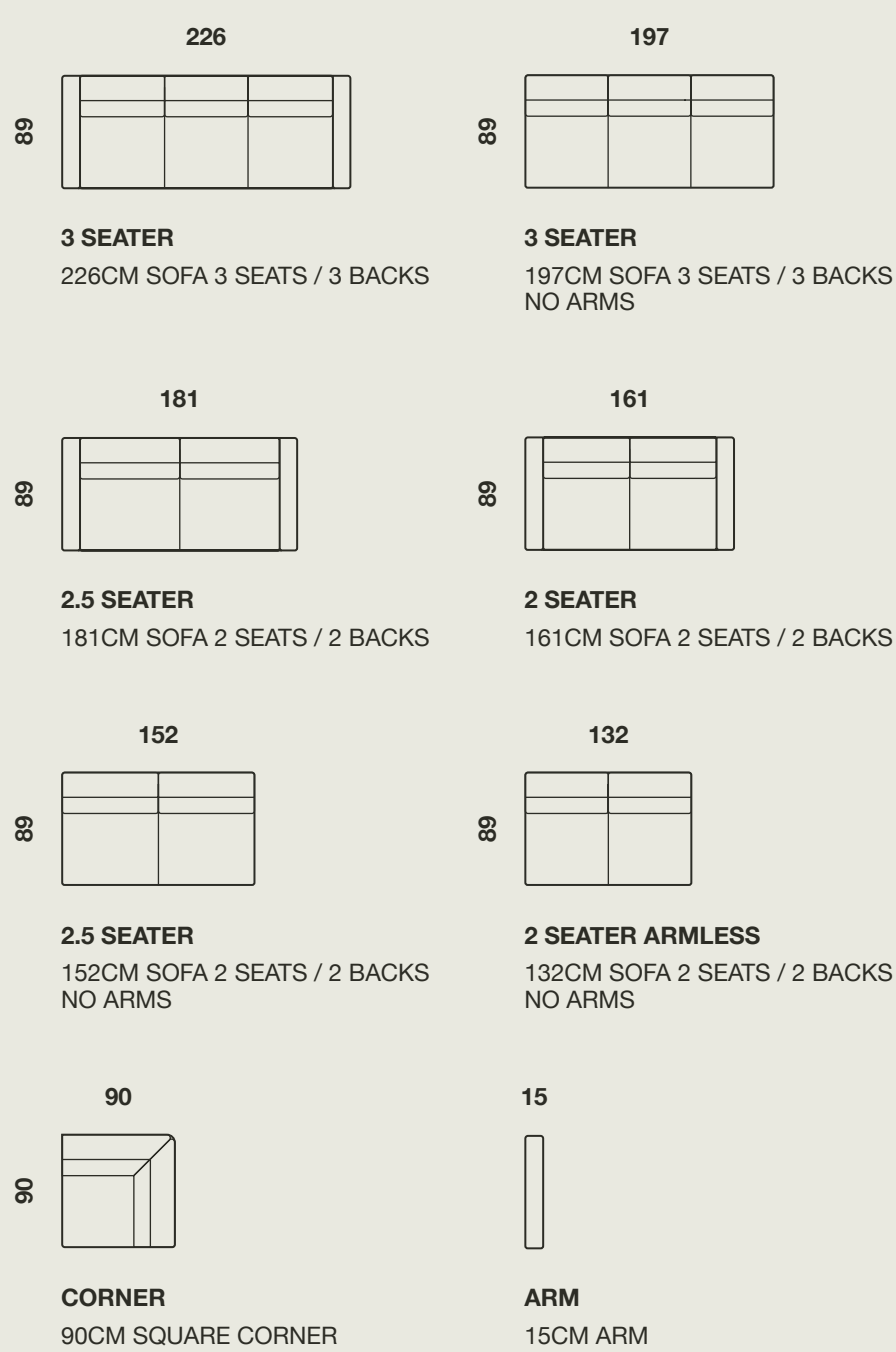 226
89
3 SEATER
226CM SOFA 3 SEATS / 3 BACKS
197
89
3 SEATER
197CM SOFA 3 SEATS / 3 BACKS
NO ARMS
181
89
2.5 SEATER
181CM SOFA 2 SEATS / 2 BACKS
161
89
2 SEATER
161CM SOFA 2 SEATS / 2 BACKS
152
89
2.5 SEATER
152CM SOFA 2 SEATS / 2 BACKS
NO ARMS
132
89
2 SEATER ARMLESS
132CM SOFA 2 SEATS / 2 BACKS
NO ARMS
90
90
CORNER
90CM SQUARE CORNER
15
ARM
15CM ARM